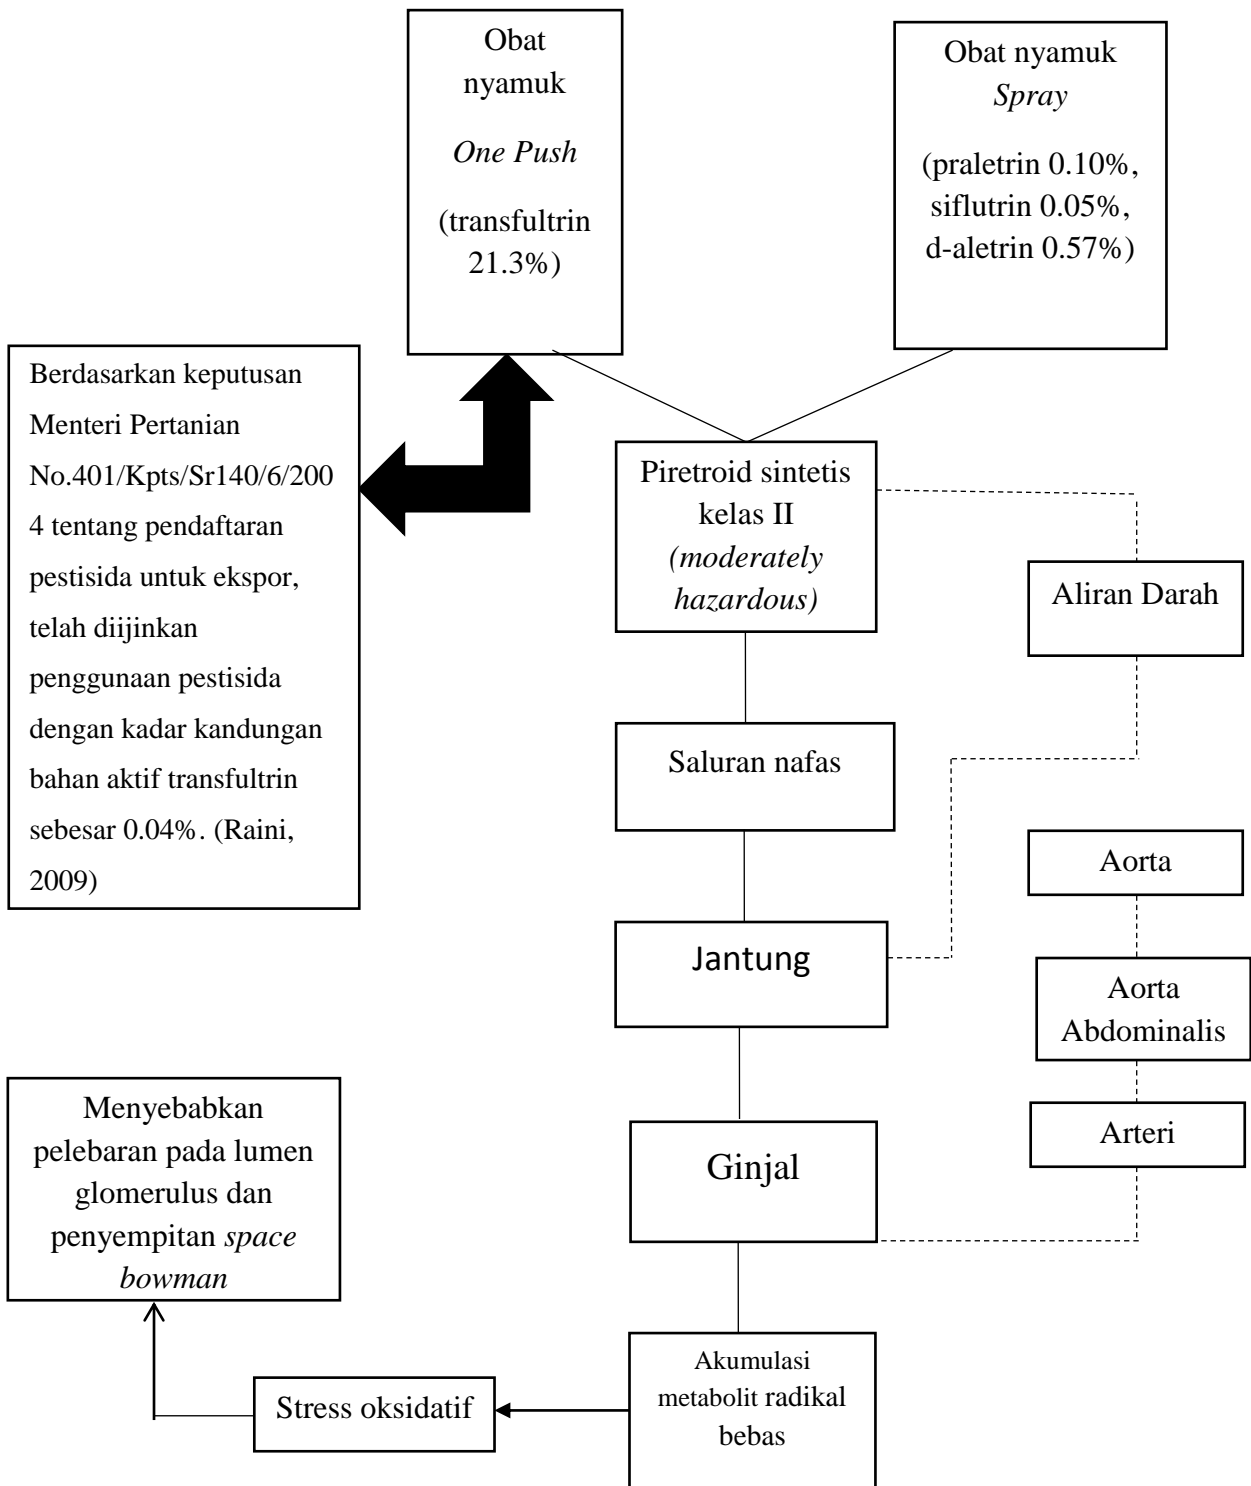 Obat
nyamuk
One Push
(transfultrin
21.3%)
Obat nyamuk
Spray
(praletrin 0.10%,
siflutrin 0.05%,
d-aletrin 0.57%)
Berdasarkan keputusan
Menteri Pertanian
No.401/Kpts/Sr140/6/200
4 tentang pendaftaran
pestisida untuk ekspor,
telah diijinkan
penggunaan pestisida
dengan kadar kandungan
bahan aktif transfultrin
sebesar 0.04%. (Raini,
2009)
Piretroid sintetis
kelas II
(moderately
hazardous)
Aliran Darah
Saluran nafas
Aorta
Jantung
Aorta
Abdominalis
Arteri
Ginjal
Menyebabkan
pelebaran pada lumen
glomerulus dan
penyempitan space
bowman
Stress oksidatif
Akumulasi
metabolit radikal
bebas